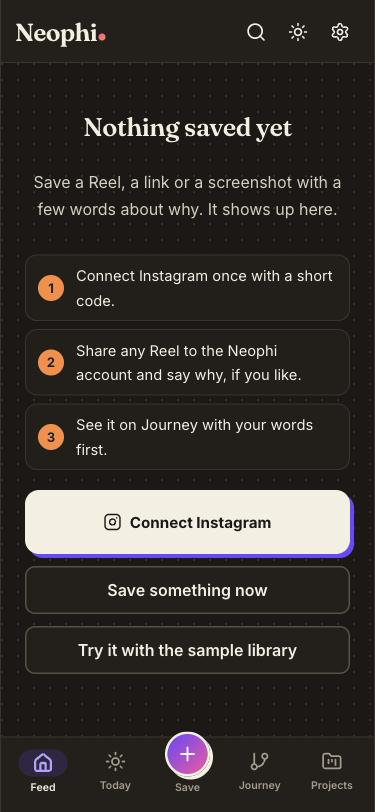 Neophi.
Nothing saved yet
Save a Reel, a link or a screenshot with a
few words about why. It shows up here.
1
Connect Instagram once with a short
code.
2
Share any Reel to the Neophi
account and say why, if you like.
3
See it on Journey with your words
first.
Connect Instagram
Save something now
Try it with the sample library
Feed
Today
Save
Journey
Projects